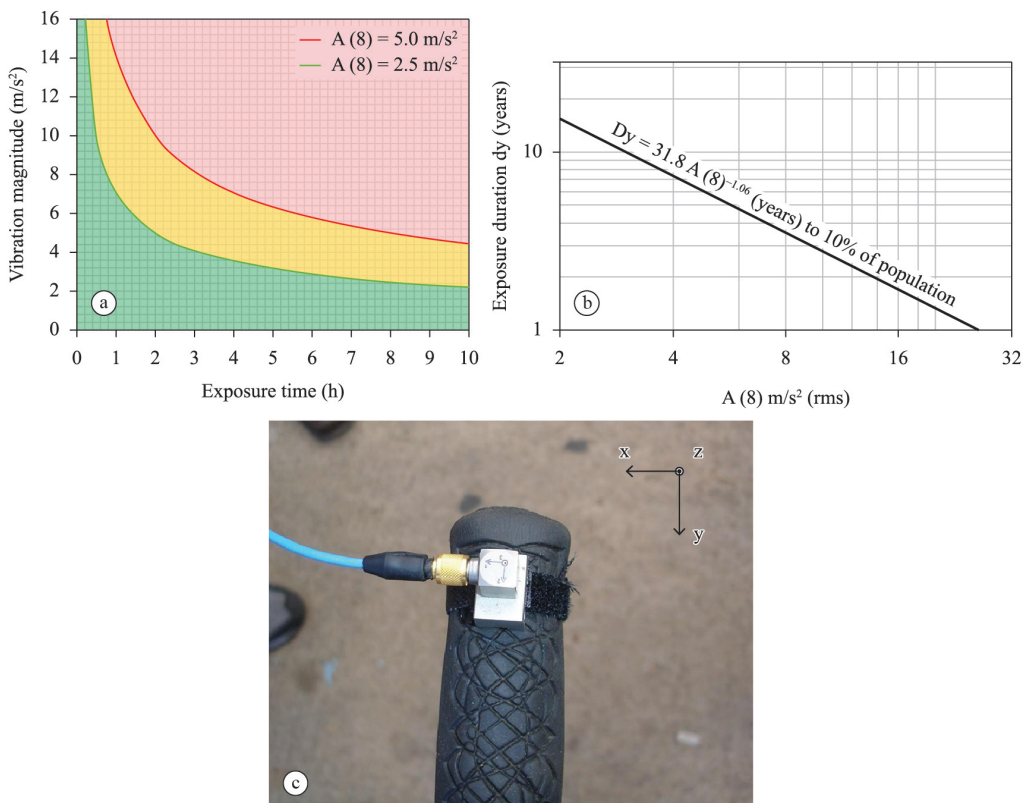 16
14
12
10
8
6
4
2
0
Vibration magnitude (m/s²)
A (8) = 5.0 m/s²
A (8) = 2.5 m/s²
a
0 1 2 3 4 5 6 7 8 9 10
Exposure time (h)
Exposure duration dy (years)
10
1
Dy = 31.8 A (8)⁻¹·⁰⁶ (years) to 10% of population
b
2 4 8 16 32
A (8) m/s² (rms)
x z
y
c